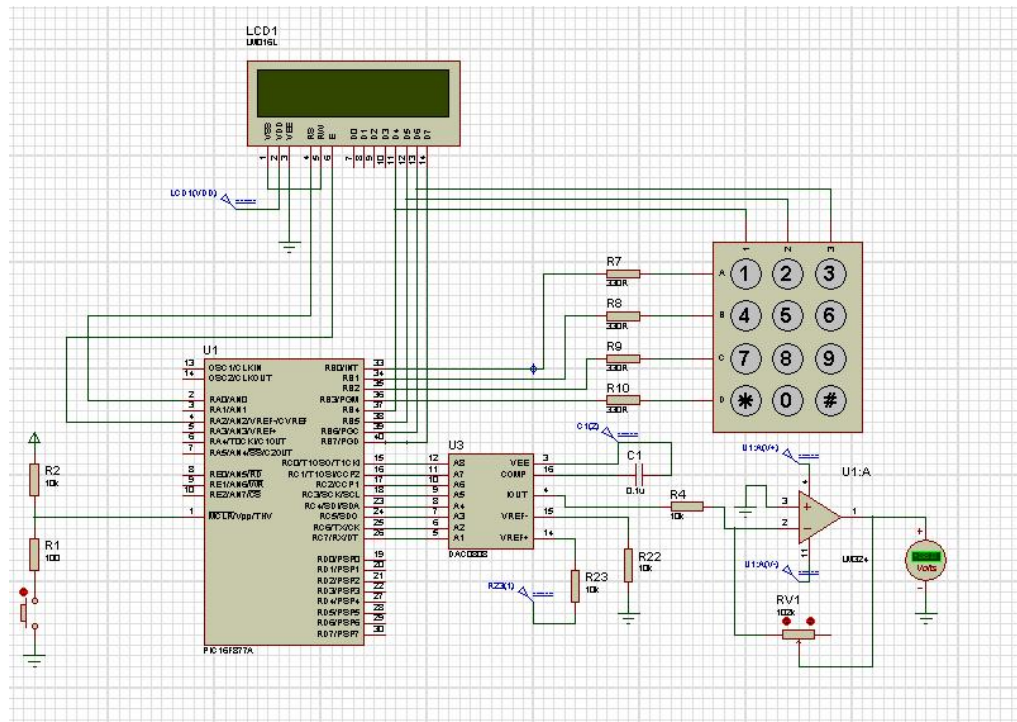 LCD1
LM016L
VSS VDD VEE RS RW E D0 D1 D2 D3 D4 D5 D6 D7
1 2 3 4 5 6 7 8 9 10 11 12 13 14
LCD1(VDD)
1 2 3
A 1 2 3
B 4 5 6
C 7 8 9
D * 0 #
R7
330R
R8
330R
R9
330R
R10
330R
U1
13 OSC1/CLKIN RB0/INT 33
14 OSC2/CLKOUT RB1 34
RB2 35
2 RA0/AN0 RB3/PGM 36
3 RA1/AN1 RB4 37
4 RA2/AN2/VREF-/CVREF RB5 38
5 RA3/AN3/VREF+ RB6/PGC 39
6 RA4/T0CKI/C1OUT RB7/PGD 40
7 RA5/AN4/SS/C2OUT
RC0/T1OSO/T1CKI 15
8 RE0/AN5/RD RC1/T1OSI/CCP2 16
9 RE1/AN6/WR RC2/CCP1 17
10 RE2/AN7/CS RC3/SCK/SCL 18
RC4/SDI/SDA 23
1 MCLR/Vpp/THV RC5/SDO 24
RC6/TX/CK 25
RC7/RX/DT 26
RD0/PSP0 19
RD1/PSP1 20
RD2/PSP2 21
RD3/PSP3 22
RD4/PSP4 27
RD5/PSP5 28
RD6/PSP6 29
RD7/PSP7 30
PIC16F877A
R2
10k
R1
100
U3
12 A8 VEE 3
11 A7 COMP 16
10 A6
9 A5 IOUT 4
8 A4
7 A3 VREF- 15
6 A2
5 A1 VREF+ 14
DAC0808
C1(2)
C1
0.1u
R4
10k
R22
10k
R23
10k
R23(1)
U1:A(V+)
U1:A
4
3
2
1
11
LM324
U1:A(V-)
RV1
102k
+
Volts
-